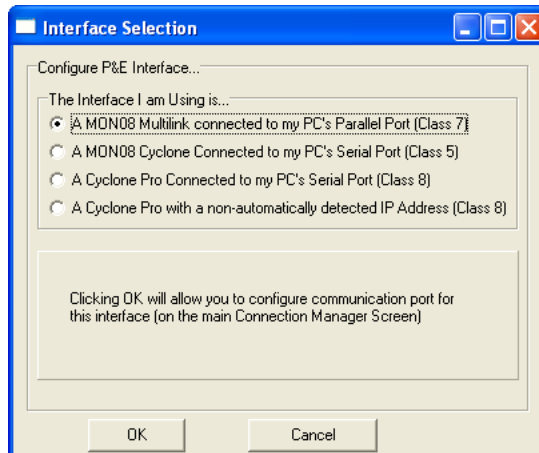 Interface Selection
Configure P&E Interface...
The Interface I am Using is...
A MON08 Multilink connected to my PC's Parallel Port (Class 7)
A MON08 Cyclone Connected to my PC's Serial Port (Class 5)
A Cyclone Pro Connected to my PC's Serial Port (Class 8)
A Cyclone Pro with a non-automatically detected IP Address (Class 8)
Clicking OK will allow you to configure communication port for
this interface (on the main Connection Manager Screen)
OK
Cancel